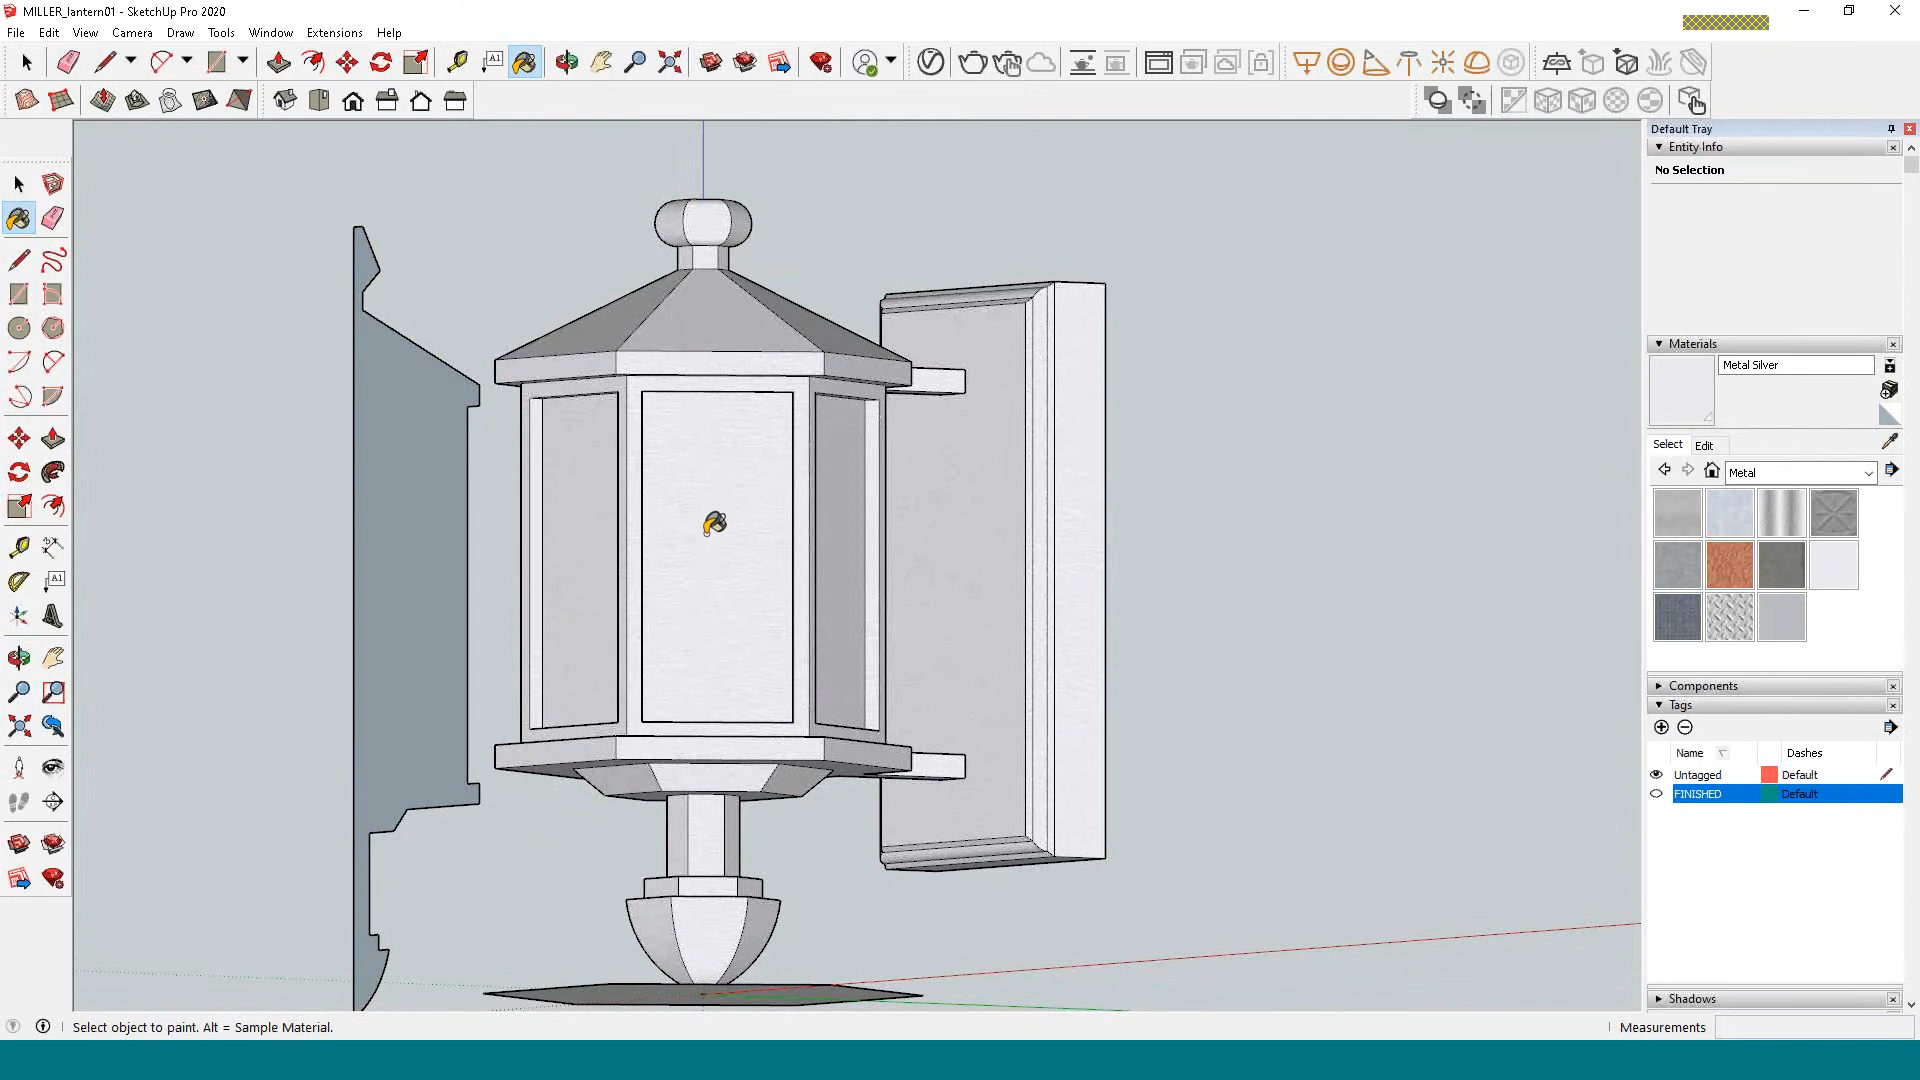 MILLER_lantern01 - SketchUp Pro 2020
File Edit View Camera Draw Tools Window Extensions Help
A1
Default Tray
Entity Info
No Selection
Materials
Metal Silver
Select Edit
Metal
A1
Components
Tags
Name Dashes
Untagged Default
FINISHED Default
Shadows
Select object to paint. Alt = Sample Material.
Measurements